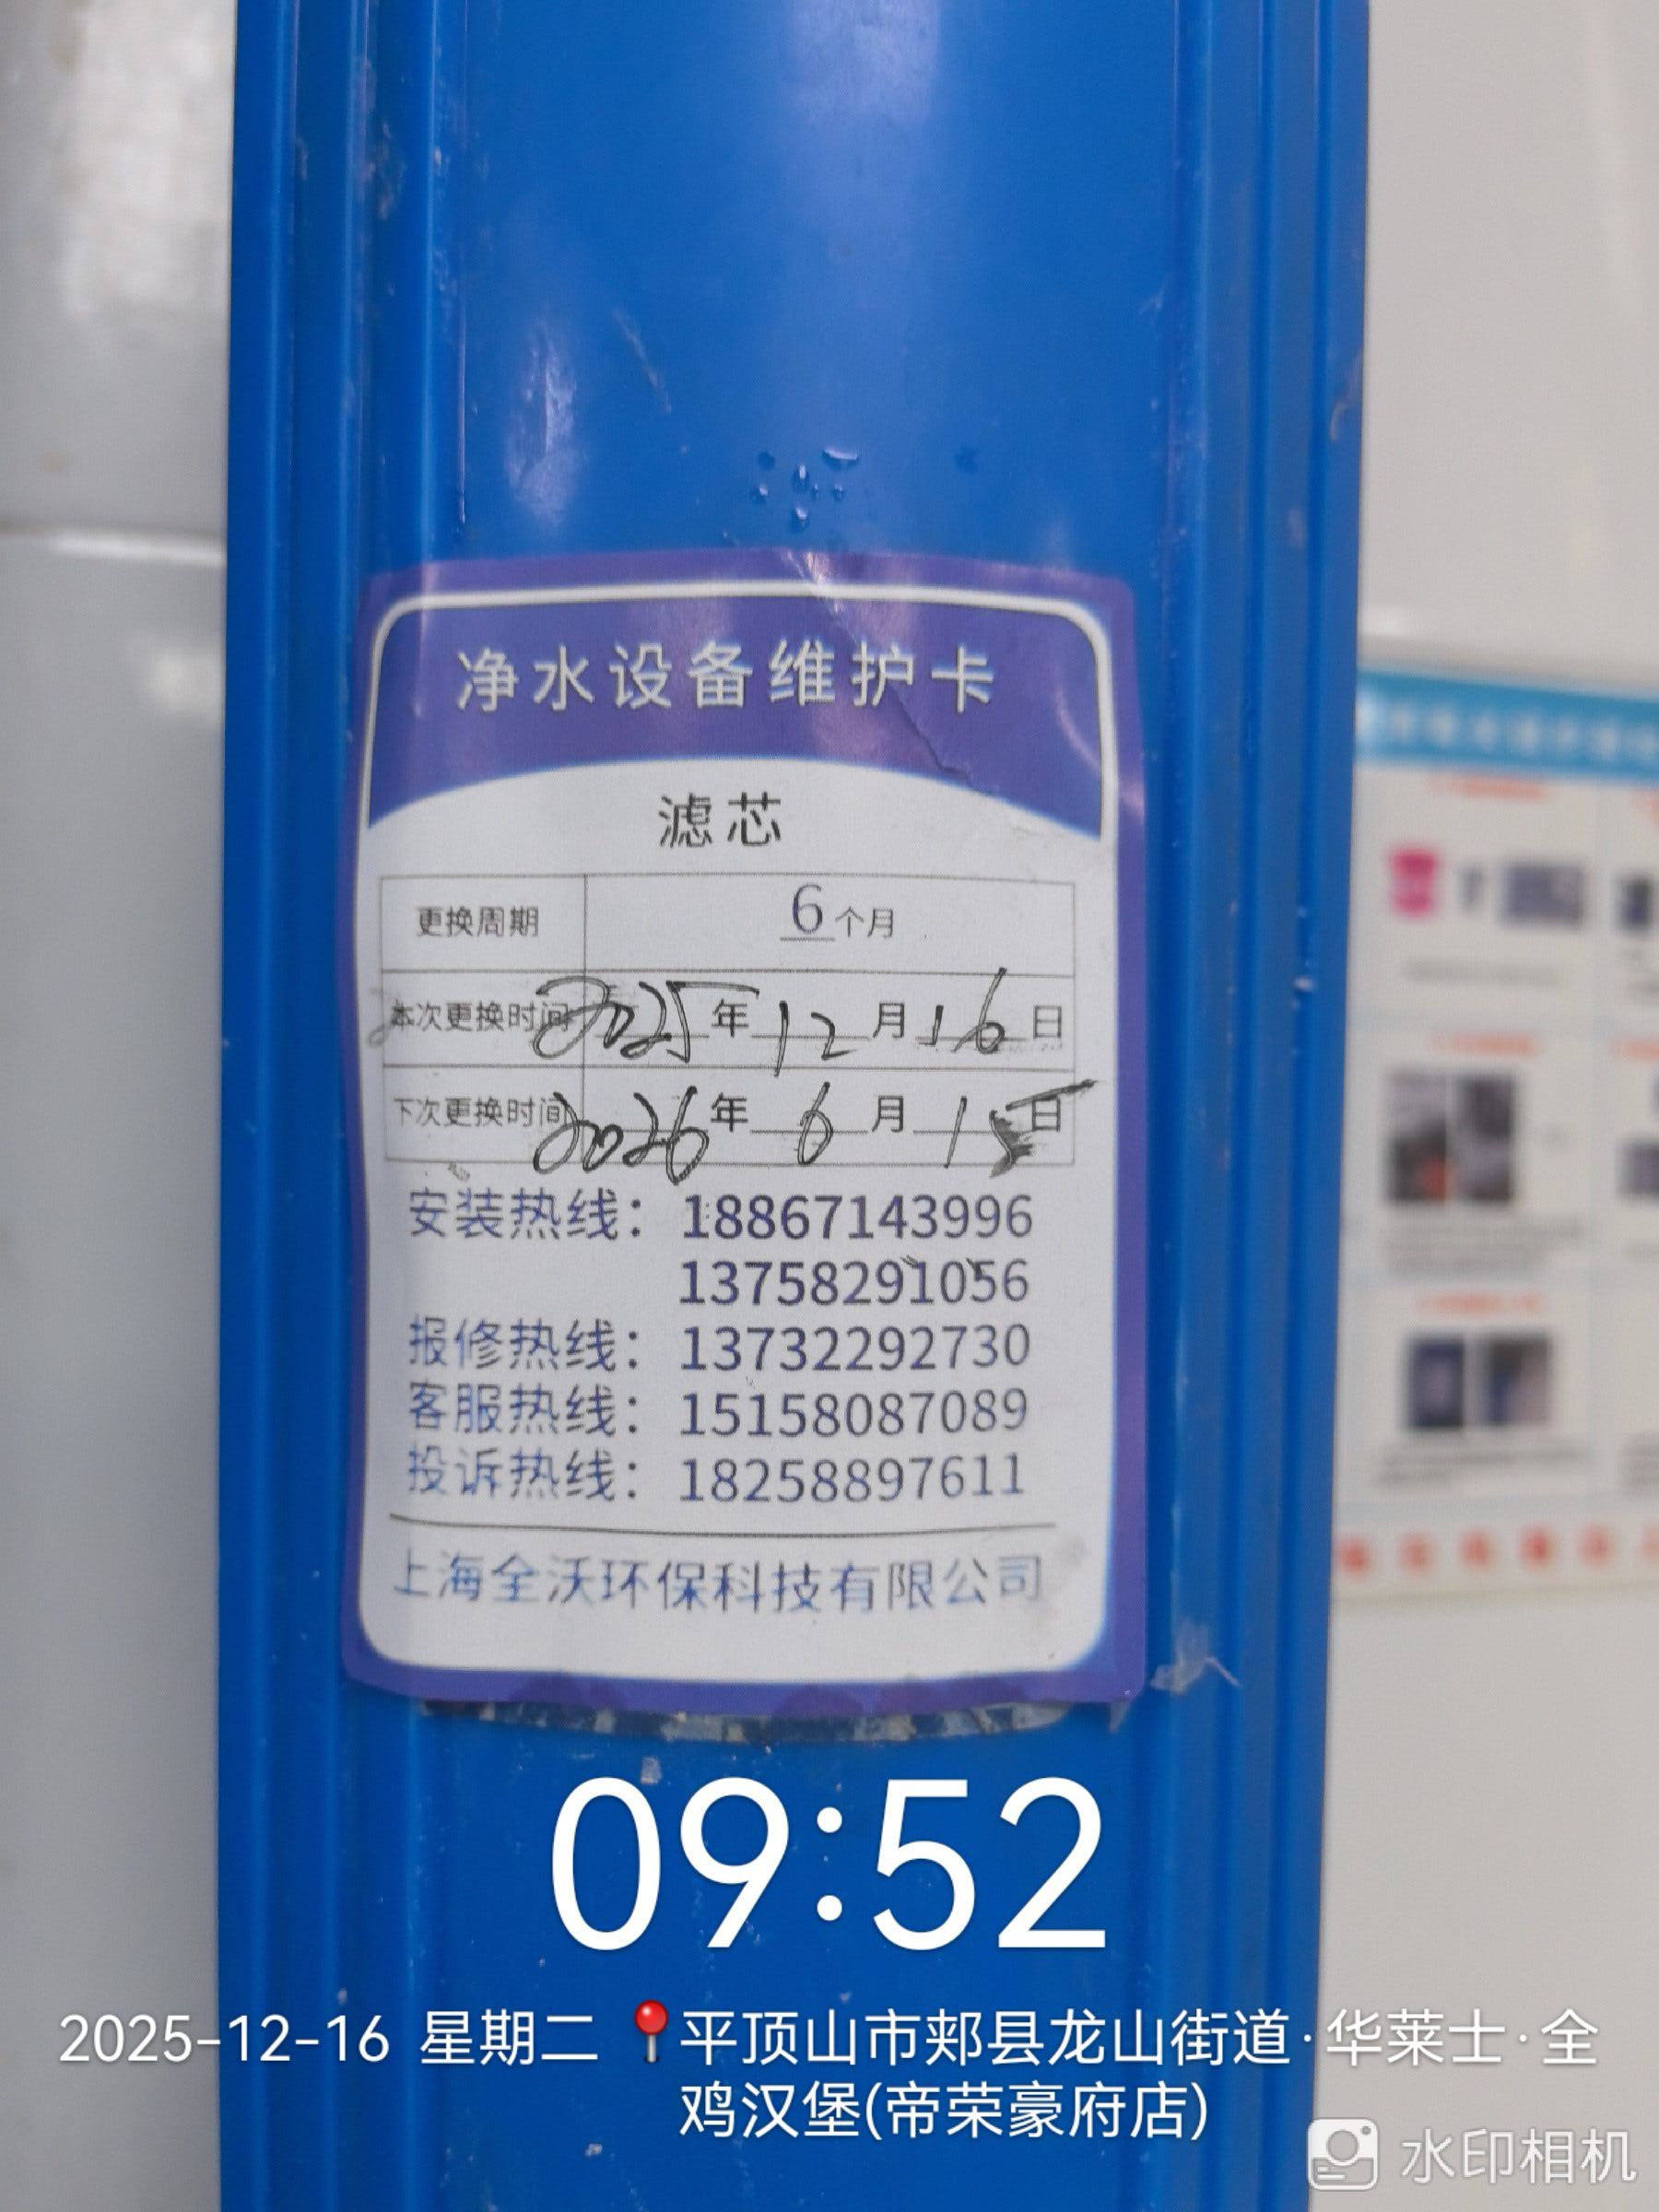 净水设备维护卡
滤芯
更换周期 6个月
本次更换时间 2025年12月16日
下次更换时间 2026年6月15日
安装热线：18867143996
13758291056
报修热线：13732292730
客服热线：15158087089
投诉热线：18258897611
上海全沃环保科技有限公司
09:52
2025-12-16 星期二 平顶山市郏县龙山街道·华莱士·全
鸡汉堡(帝荣豪府店)
水印相机